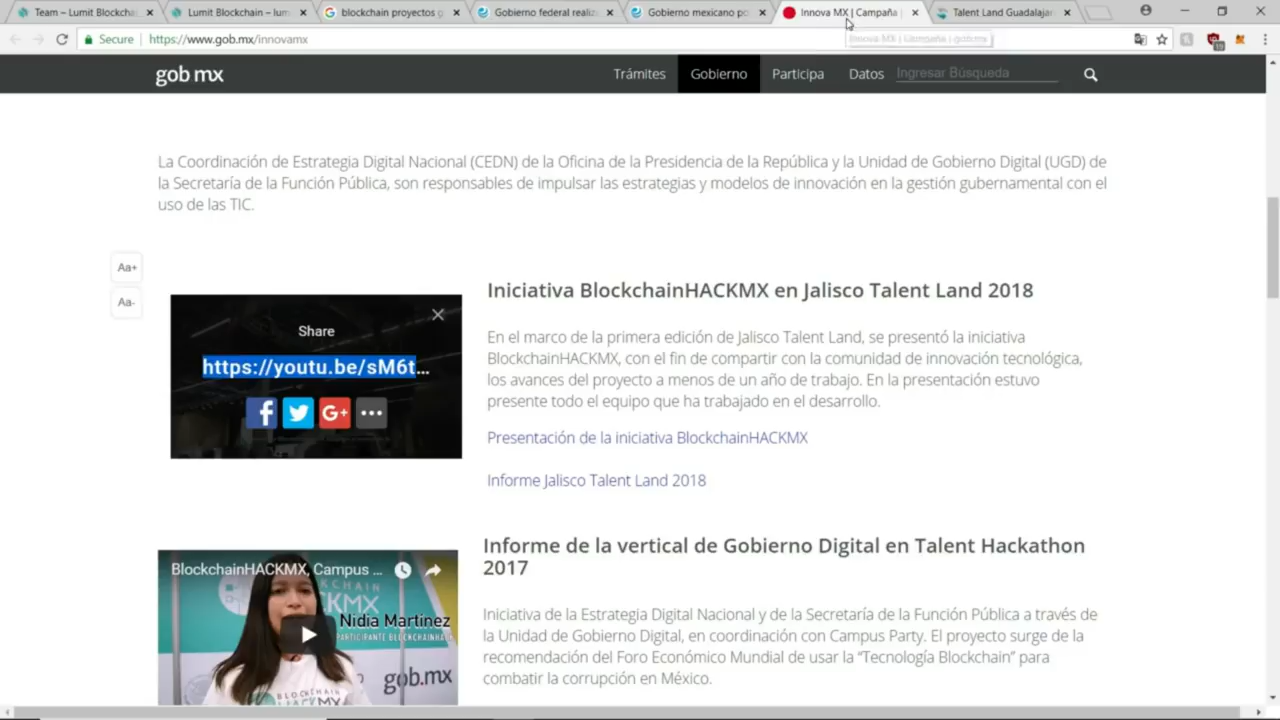 Team – Lumit Blockchai
Lumit Blockchain – lum
blockchain proyectos g
Gobierno federal realiza
Gobierno mexicano po
Innova MX | Campaña
Talent Land Guadalajar
Secure
https://www.gob.mx/innovamx
Innova MX | Campaña | gob.mx
19
gob mx
Trámites
Gobierno
Participa
Datos
Ingresar Búsqueda
La Coordinación de Estrategia Digital Nacional (CEDN) de la Oficina de la Presidencia de la República y la Unidad de Gobierno Digital (UGD) de
la Secretaría de la Función Pública, son responsables de impulsar las estrategias y modelos de innovación en la gestión gubernamental con el
uso de las TIC.
Aa+
Aa-
Share
https://youtu.be/sM6t...
Iniciativa BlockchainHACKMX en Jalisco Talent Land 2018
En el marco de la primera edición de Jalisco Talent Land, se presentó la iniciativa
BlockchainHACKMX, con el fin de compartir con la comunidad de innovación tecnológica,
los avances del proyecto a menos de un año de trabajo. En la presentación estuvo
presente todo el equipo que ha trabajado en el desarrollo.
Presentación de la iniciativa BlockchainHACKMX
Informe Jalisco Talent Land 2018
BlockchainHACKMX, Campus ...
Nidia Martinez
PARTICIPANTE BLOCKCHAINHA
gob.mx
BLOCKCHAIN
Informe de la vertical de Gobierno Digital en Talent Hackathon
2017
Iniciativa de la Estrategia Digital Nacional y de la Secretaría de la Función Pública a través de
la Unidad de Gobierno Digital, en coordinación con Campus Party. El proyecto surge de la
recomendación del Foro Económico Mundial de usar la “Tecnología Blockchain” para
combatir la corrupción en México.